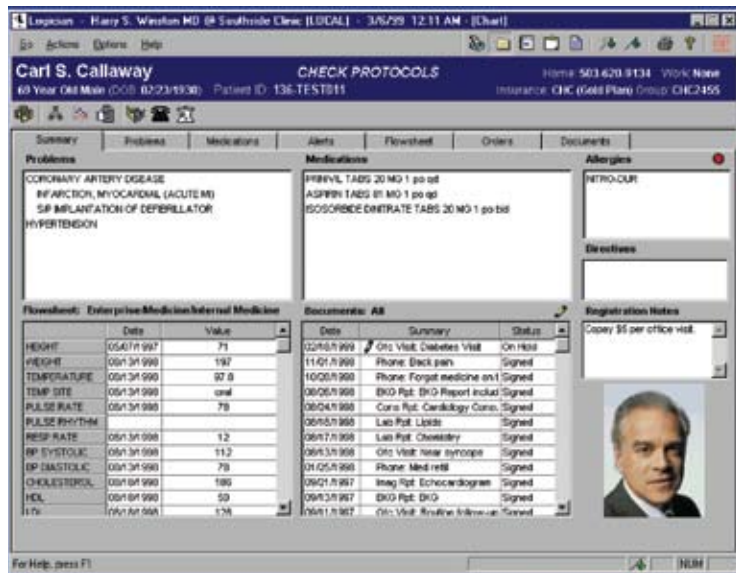 Logician - Harry S. Winston MD @ Southside Clinic [LOCAL] - 3/6/99 12:11 AM - [Chart]
Go Actions Options Help
Carl S. Callaway CHECK PROTOCOLS Home: 503 620-9134 Work: None
69 Year Old Male (DOB: 02/23/1930) Patient ID: 136-TEST011 Insurance: CHC (Gold Plan) Group: CHC2455
Summary Problems Medications Alerts Flowsheet Orders Documents
Problems Medications Allergies
CORONARY ARTERY DISEASE
INFARCTION, MYOCARDIAL (ACUTE MI)
S/P IMPLANTATION OF DEFIBRILLATOR
HYPERTENSION
PRINIVIL TABS 20 MG 1 po qd
ASPIRIN TABS 81 MG 1 po qd
ISOSORBIDE DINITRATE TABS 20 MG 1 po bid
NITRO-DUR
Directives
Flowsheet: Enterprise/Medicine/Internal Medicine
Date Value
HEIGHT 05/07/1997 71
WEIGHT 08/13/1998 197
TEMPERATURE 08/13/1998 97.8
TEMP SITE 08/13/1998 oral
PULSE RATE 08/13/1998 78
PULSE RHYTHM
RESP RATE 08/13/1998 12
BP SYSTOLIC 08/13/1998 112
BP DIASTOLIC 08/13/1998 78
CHOLESTEROL 186
HDL 50
LDL 128
Documents: All
Date Summary Status
02/18/1999 Ofc Visit: Diabetes Visit On Hold
11/01/1998 Phone: Back pain Signed
10/20/1998 Phone: Forgot medicine on t Signed
08/26/1998 EKG Rpt: EKG Report includ Signed
08/24/1998 Cons Rpt: Cardiology Cons. Signed
08/18/1998 Lab Rpt: Lipids Signed
08/17/1998 Lab Rpt: Chemistry Signed
08/13/1998 Ofc Visit: Near syncope Signed
01/05/1998 Phone: Med refill Signed
09/21/1997 Imag Rpt: Echocardiogram Signed
09/13/1997 EKG Rpt: EKG Signed
09/11/1997 Ofc Visit: Routine follow-up Signed
Registration Notes
Copay $5 per office visit.
For Help, press F1 NUM